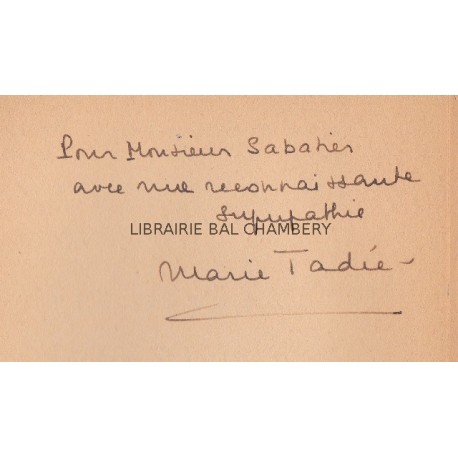 Pour Monsieur Sabatier
avec une reconnaissante
sympathie
LIBRAIRIE BAL CHAMBERY
Marie Tadié